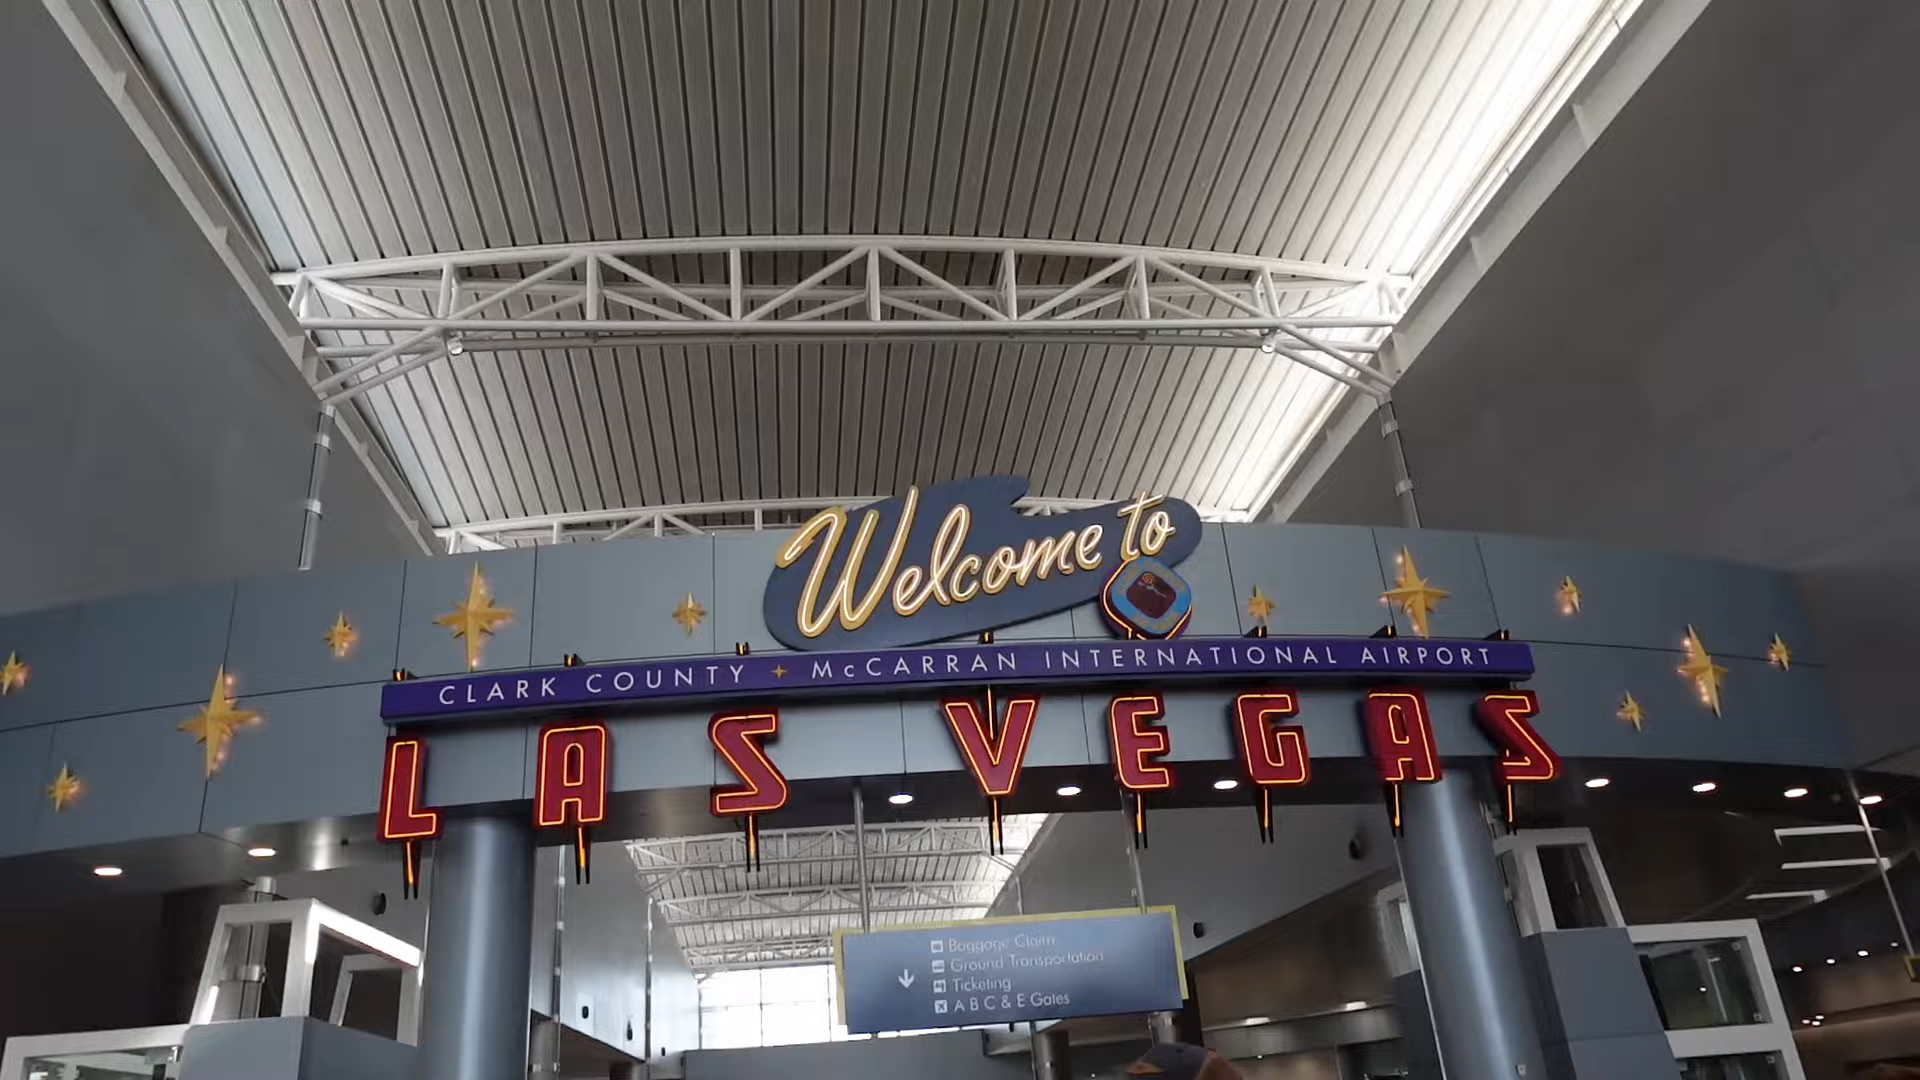 Welcome to
CLARK COUNTY McCARRAN INTERNATIONAL AIRPORT
LAS VEGAS
Baggage Claim
Ground Transportation
Ticketing
A B C & E Gates